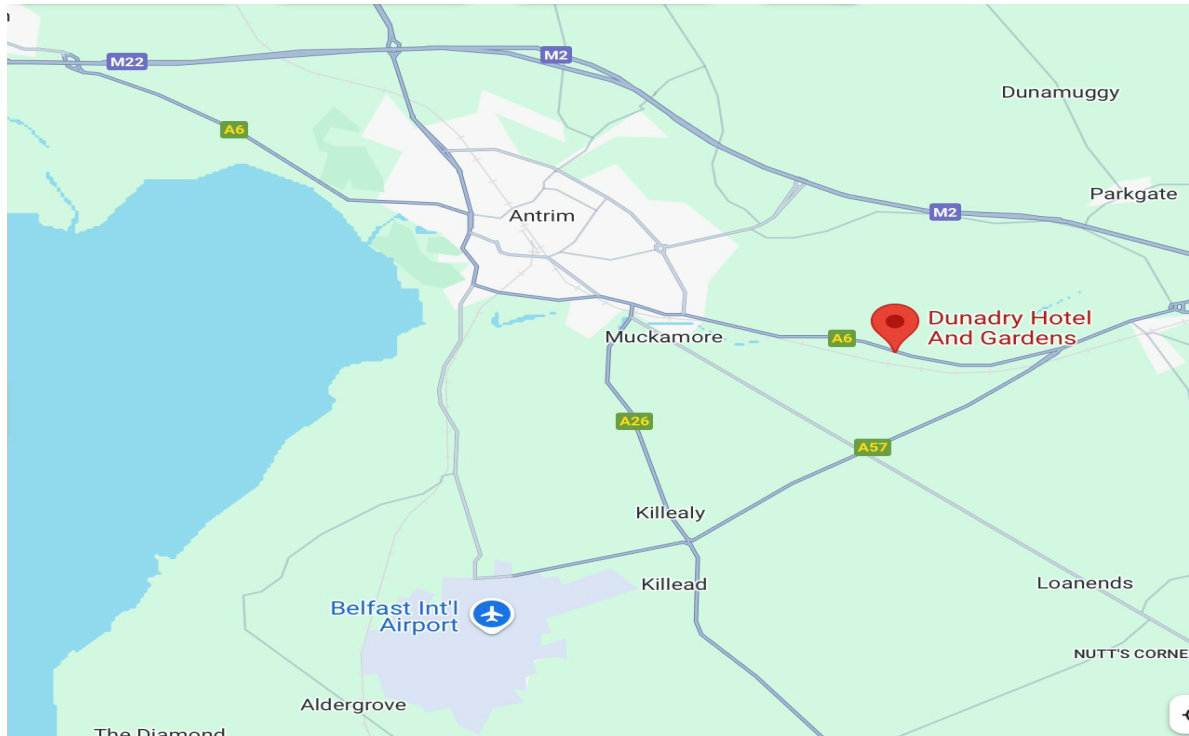 M22
M2
Dunamuggy
A6
Parkgate
Antrim
M2
Dunadry Hotel
And Gardens
Muckamore
A6
A26
A57
Killealy
Killead
Loanends
Belfast Int'l
Airport
NUTT'S CORNE
Aldergrove
The Diamond